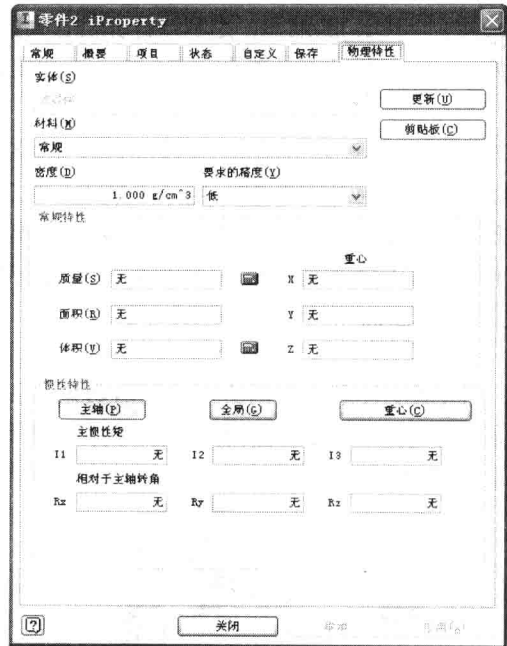 零件2 iProperty
常规 概要 项目 状态 自定义 保存 物理特性
实体(S)
更新(U)
材料(M)
剪贴板(C)
常规
密度(D) 要求的精度(Y)
1.000 g/cm^3 低
常规特性
重心
质量(S) 无 X 无
面积(R) 无 Y 无
体积(V) 无 Z 无
惯性特性
主轴(P) 全局(G) 重心(C)
主惯性矩
I1 无 I2 无 I3 无
相对于主轴转角
Rx 无 Ry 无 Rz 无
关闭